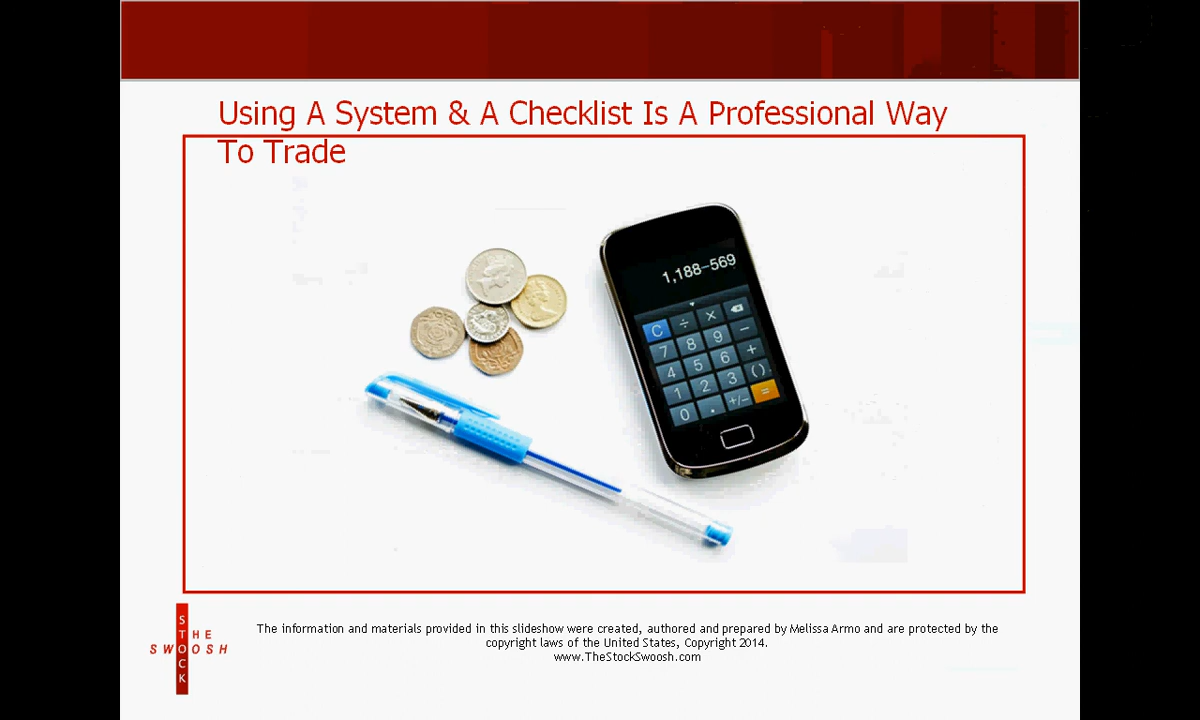 Using A System & A Checklist Is A Professional Way
To Trade
1,188–569
C ÷ ×
7 8 9 −
4 5 6 +
1 2 3 ()
0 . +/− =
THE
STOCK
SWOOSH
The information and materials provided in this slideshow were created, authored and prepared by Melissa Armo and are protected by the
copyright laws of the United States, Copyright 2014.
www.TheStockSwoosh.com